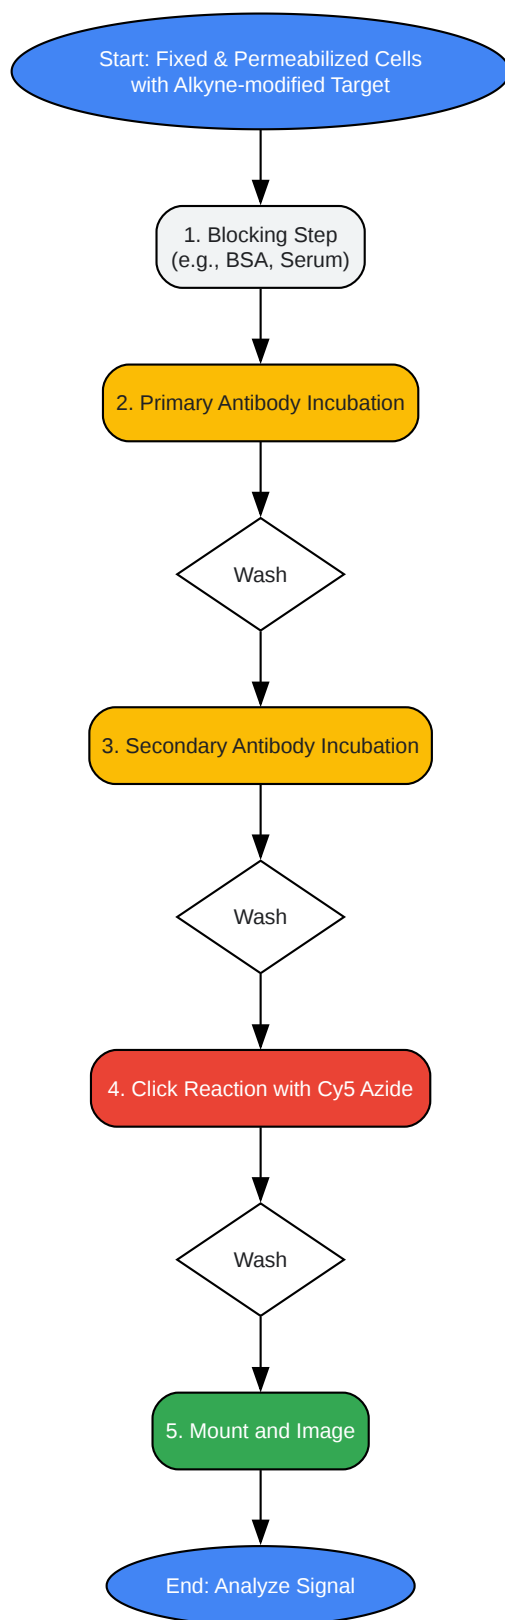 Start: Fixed & Permeabilized Cells
with Alkyne-modified Target
1. Blocking Step
(e.g., BSA, Serum)
2. Primary Antibody Incubation
Wash
3. Secondary Antibody Incubation
Wash
4. Click Reaction with Cy5 Azide
Wash
5. Mount and Image
End: Analyze Signal